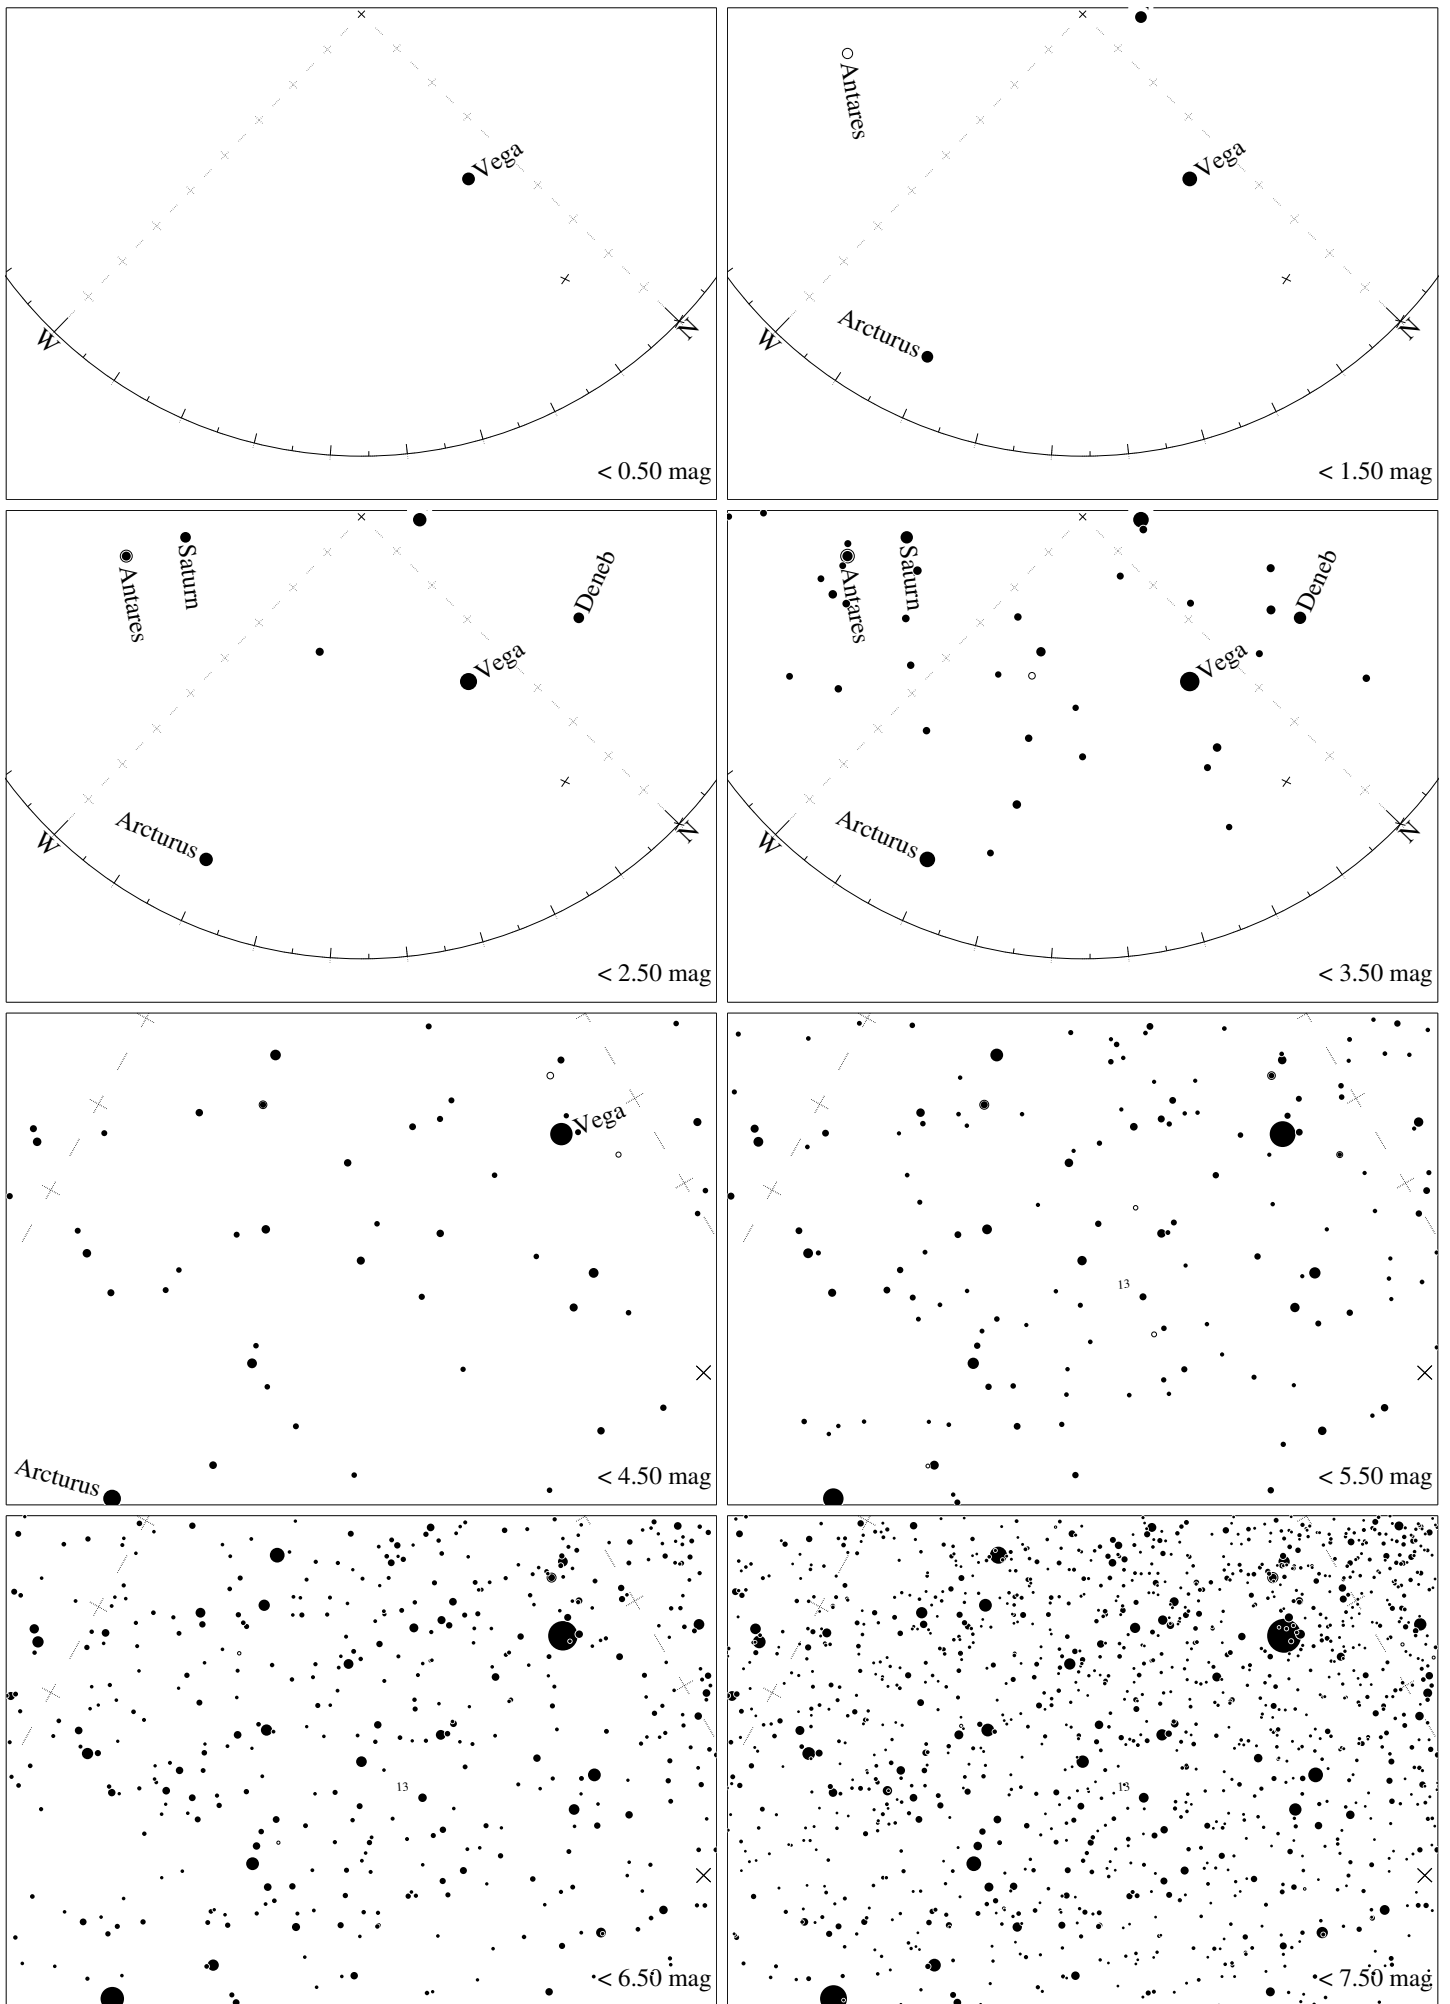 Vega
W
N
< 0.50 mag
Antares
Vega
Arcturus
W
N
< 1.50 mag
Saturn
Antares
Deneb
Vega
Arcturus
W
N
< 2.50 mag
Saturn
Antares
Deneb
Vega
Arcturus
W
N
< 3.50 mag
Vega
Arcturus
< 4.50 mag
13
< 5.50 mag
13
< 6.50 mag
13
< 7.50 mag